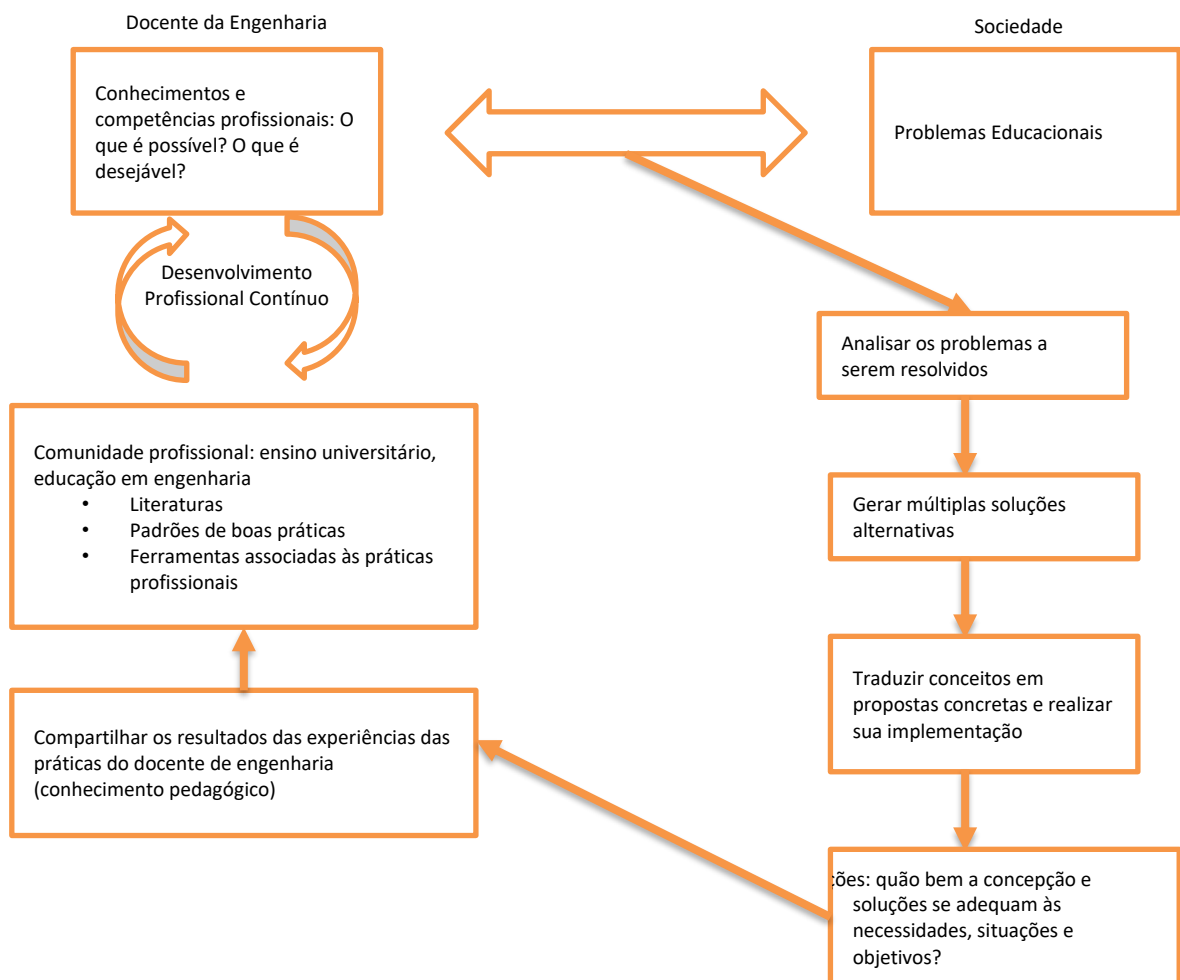 Docente da Engenharia
Sociedade
Conhecimentos e
competências profissionais: O
que é possível? O que é
desejável?
Problemas Educacionais
Desenvolvimento
Profissional Contínuo
Analisar os problemas a
serem resolvidos
Comunidade profissional: ensino universitário,
educação em engenharia
• Literaturas
• Padrões de boas práticas
• Ferramentas associadas às práticas
profissionais
Gerar múltiplas soluções
alternativas
Traduzir conceitos em
propostas concretas e realizar
sua implementação
Compartilhar os resultados das experiências das
práticas do docente de engenharia
(conhecimento pedagógico)
ções: quão bem a concepção e
soluções se adequam às
necessidades, situações e
objetivos?